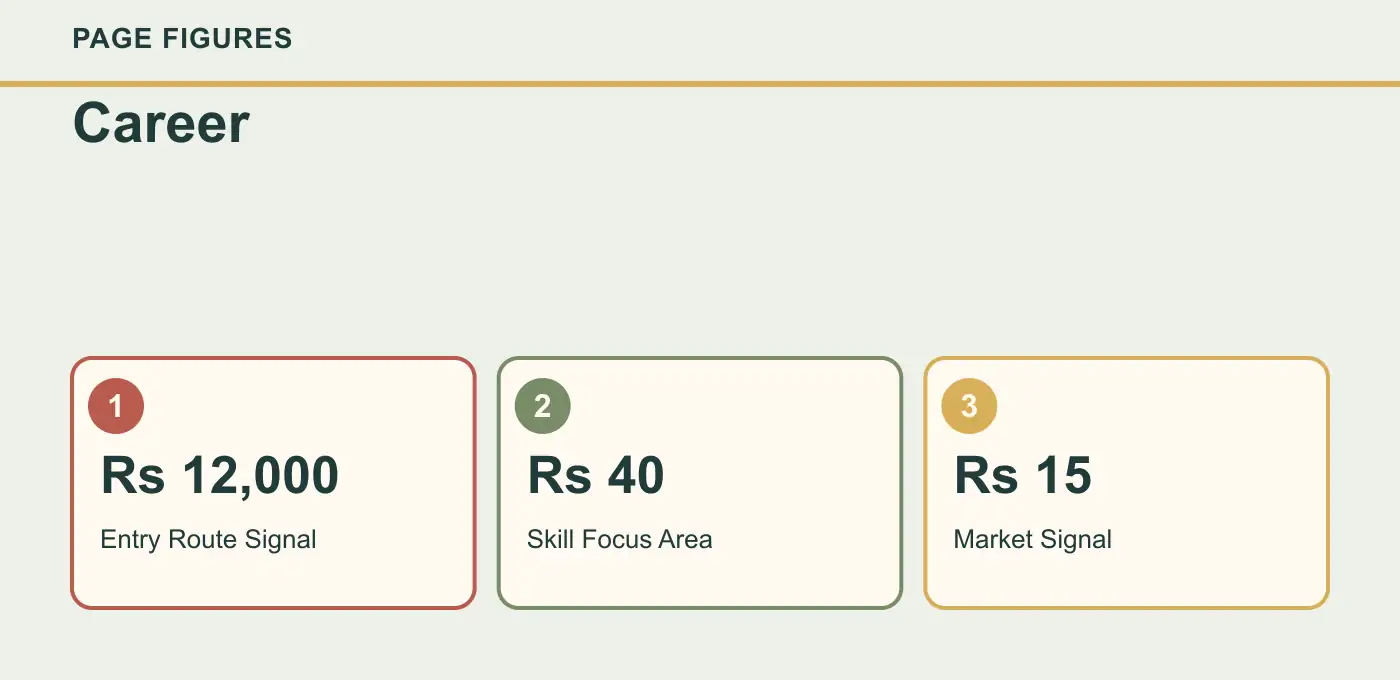 PAGE FIGURES
Career
1
Rs 12,000
Entry Route Signal
2
Rs 40
Skill Focus Area
3
Rs 15
Market Signal